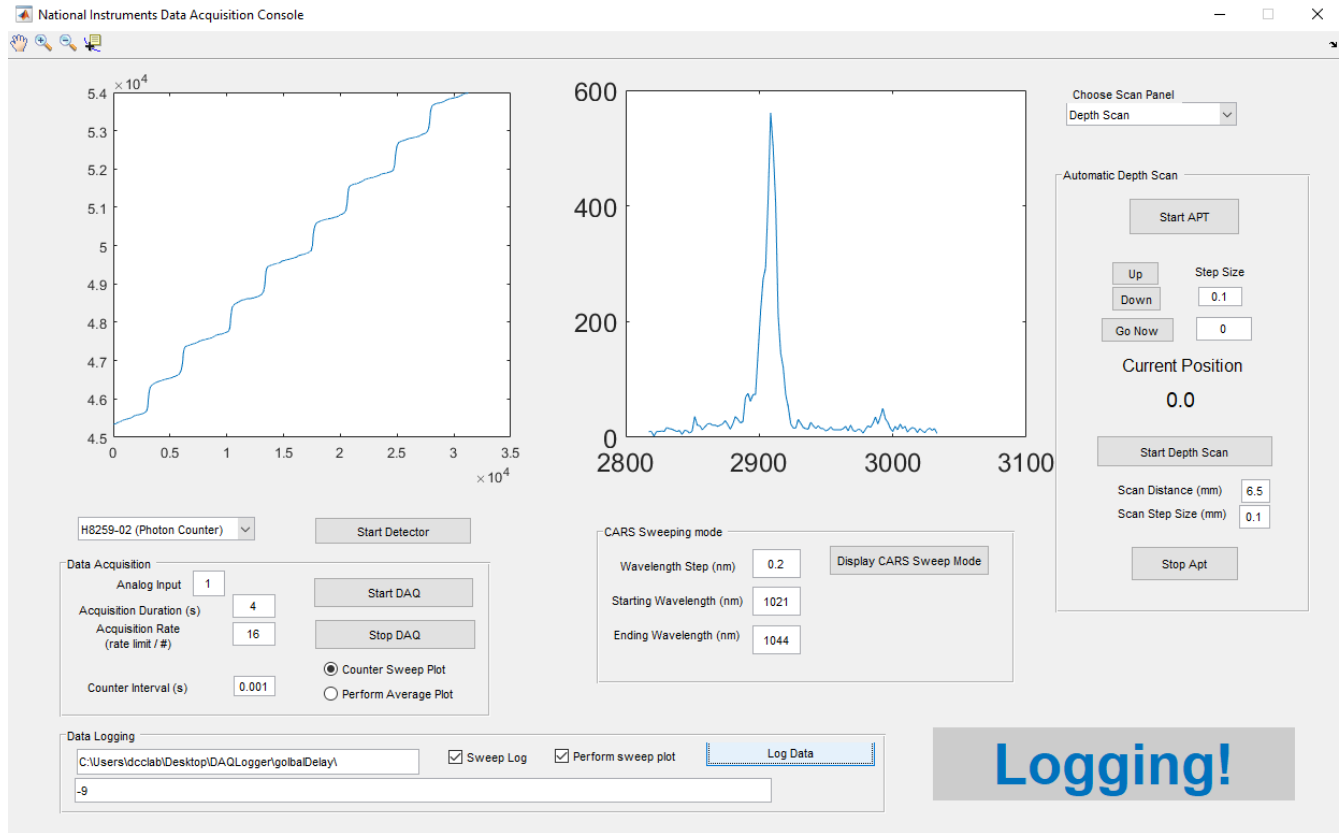 National Instruments Data Acquisition Console
×10^4
5.4
5.3
5.2
5.1
5
4.9
4.8
4.7
4.6
4.5
0 0.5 1 1.5 2 2.5 3 3.5
×10^4
600
400
200
0
2800 2900 3000 3100
Choose Scan Panel
Depth Scan
Automatic Depth Scan
Start APT
Up Step Size
Down 0.1
Go Now 0
Current Position
0.0
Start Depth Scan
Scan Distance (mm) 6.5
Scan Step Size (mm) 0.1
Stop Apt
H8259-02 (Photon Counter) Start Detector
Data Acquisition
Analog Input 1
Start DAQ
Acquisition Duration (s) 4
Acquisition Rate
(rate limit / #) 16
Stop DAQ
Counter Sweep Plot
Counter Interval (s) 0.001
Perform Average Plot
CARS Sweeping mode
Wavelength Step (nm) 0.2 Display CARS Sweep Mode
Starting Wavelength (nm) 1021
Ending Wavelength (nm) 1044
Data Logging
C:\Users\dcclab\Desktop\DAQLogger\golbalDelay\ Sweep Log Perform sweep plot Log Data
-9
Logging!